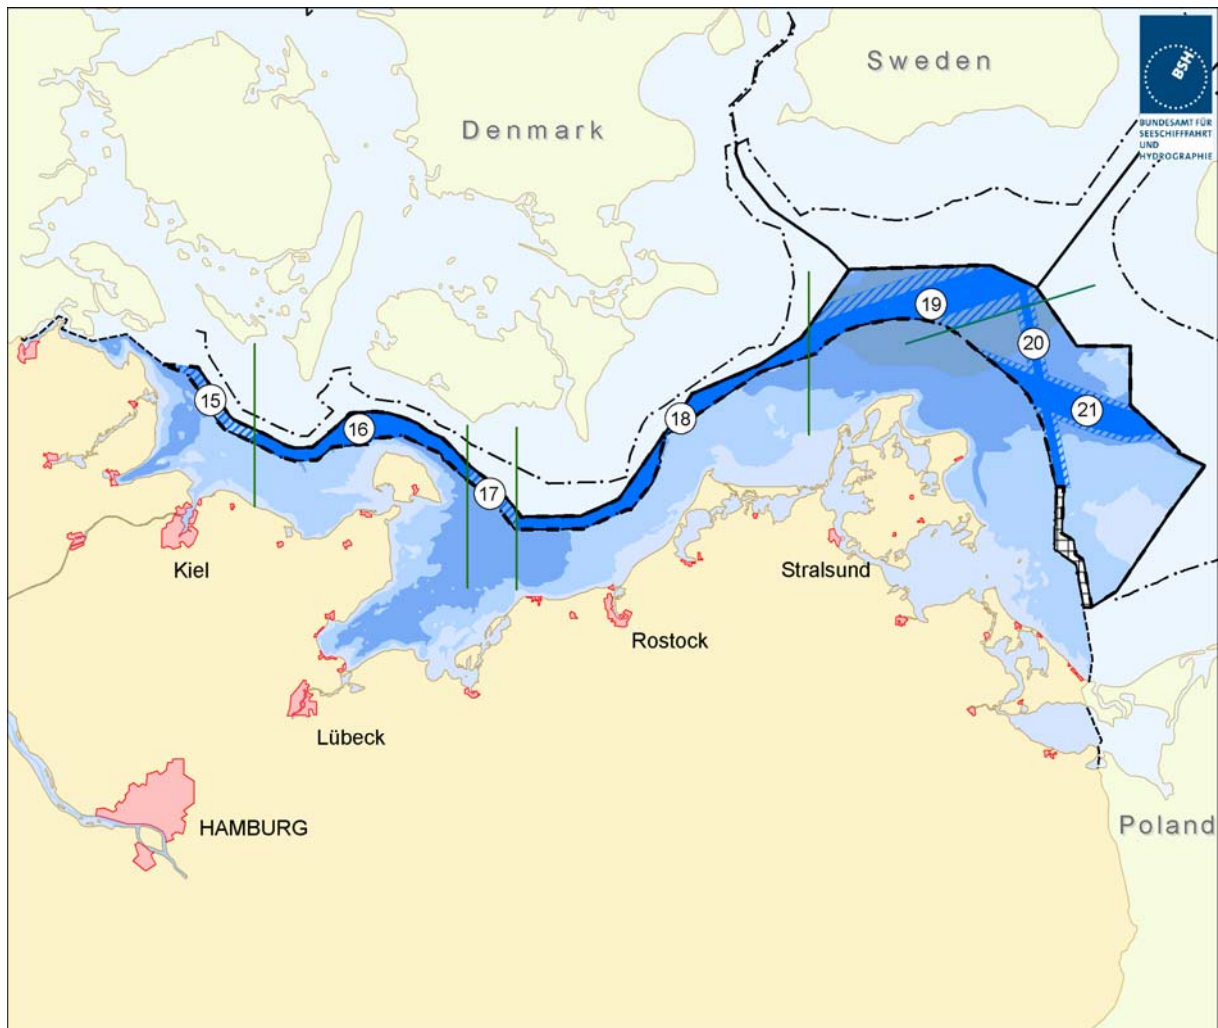 Sweden
BSH
BUNDESAMT FÜR
SEESCHIFFFAHRT
UND
HYDROGRAPHIE
Denmark
19
20
15
21
16
18
17
Kiel
Stralsund
Rostock
Lübeck
HAMBURG
Poland